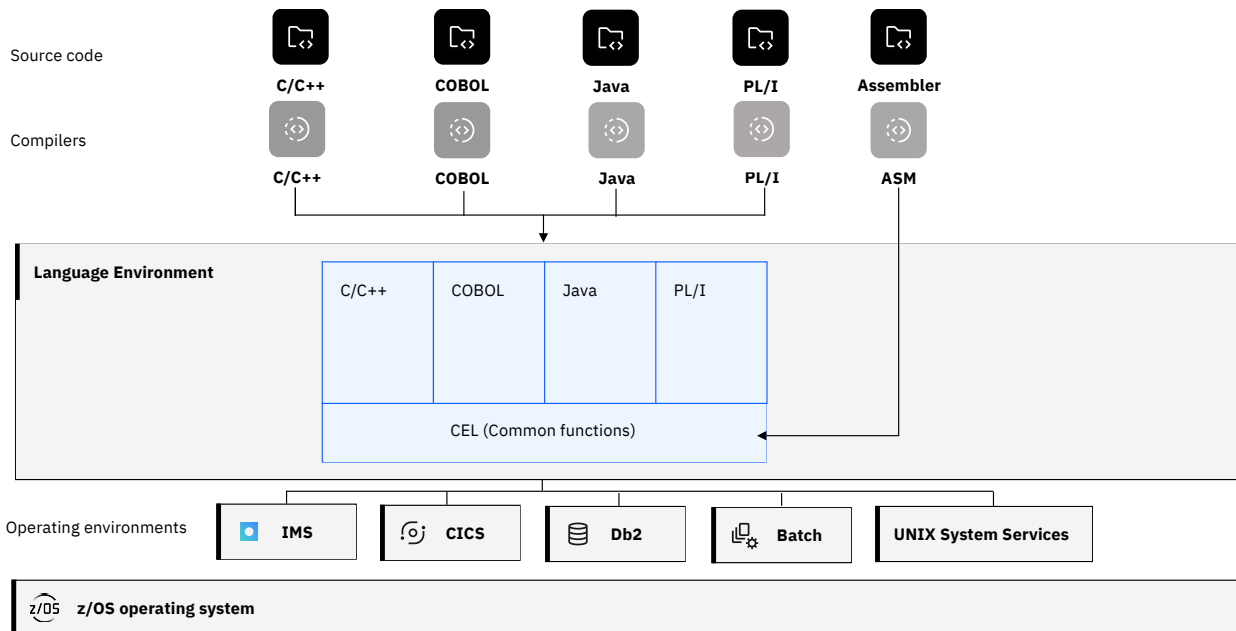 Source code
C/C++
COBOL
Java
PL/I
Assembler
Compilers
C/C++
COBOL
Java
PL/I
ASM
Language Environment
C/C++
COBOL
Java
PL/I
CEL (Common functions)
Operating environments
IMS
CICS
Db2
Batch
UNIX System Services
z/OS
z/OS operating system